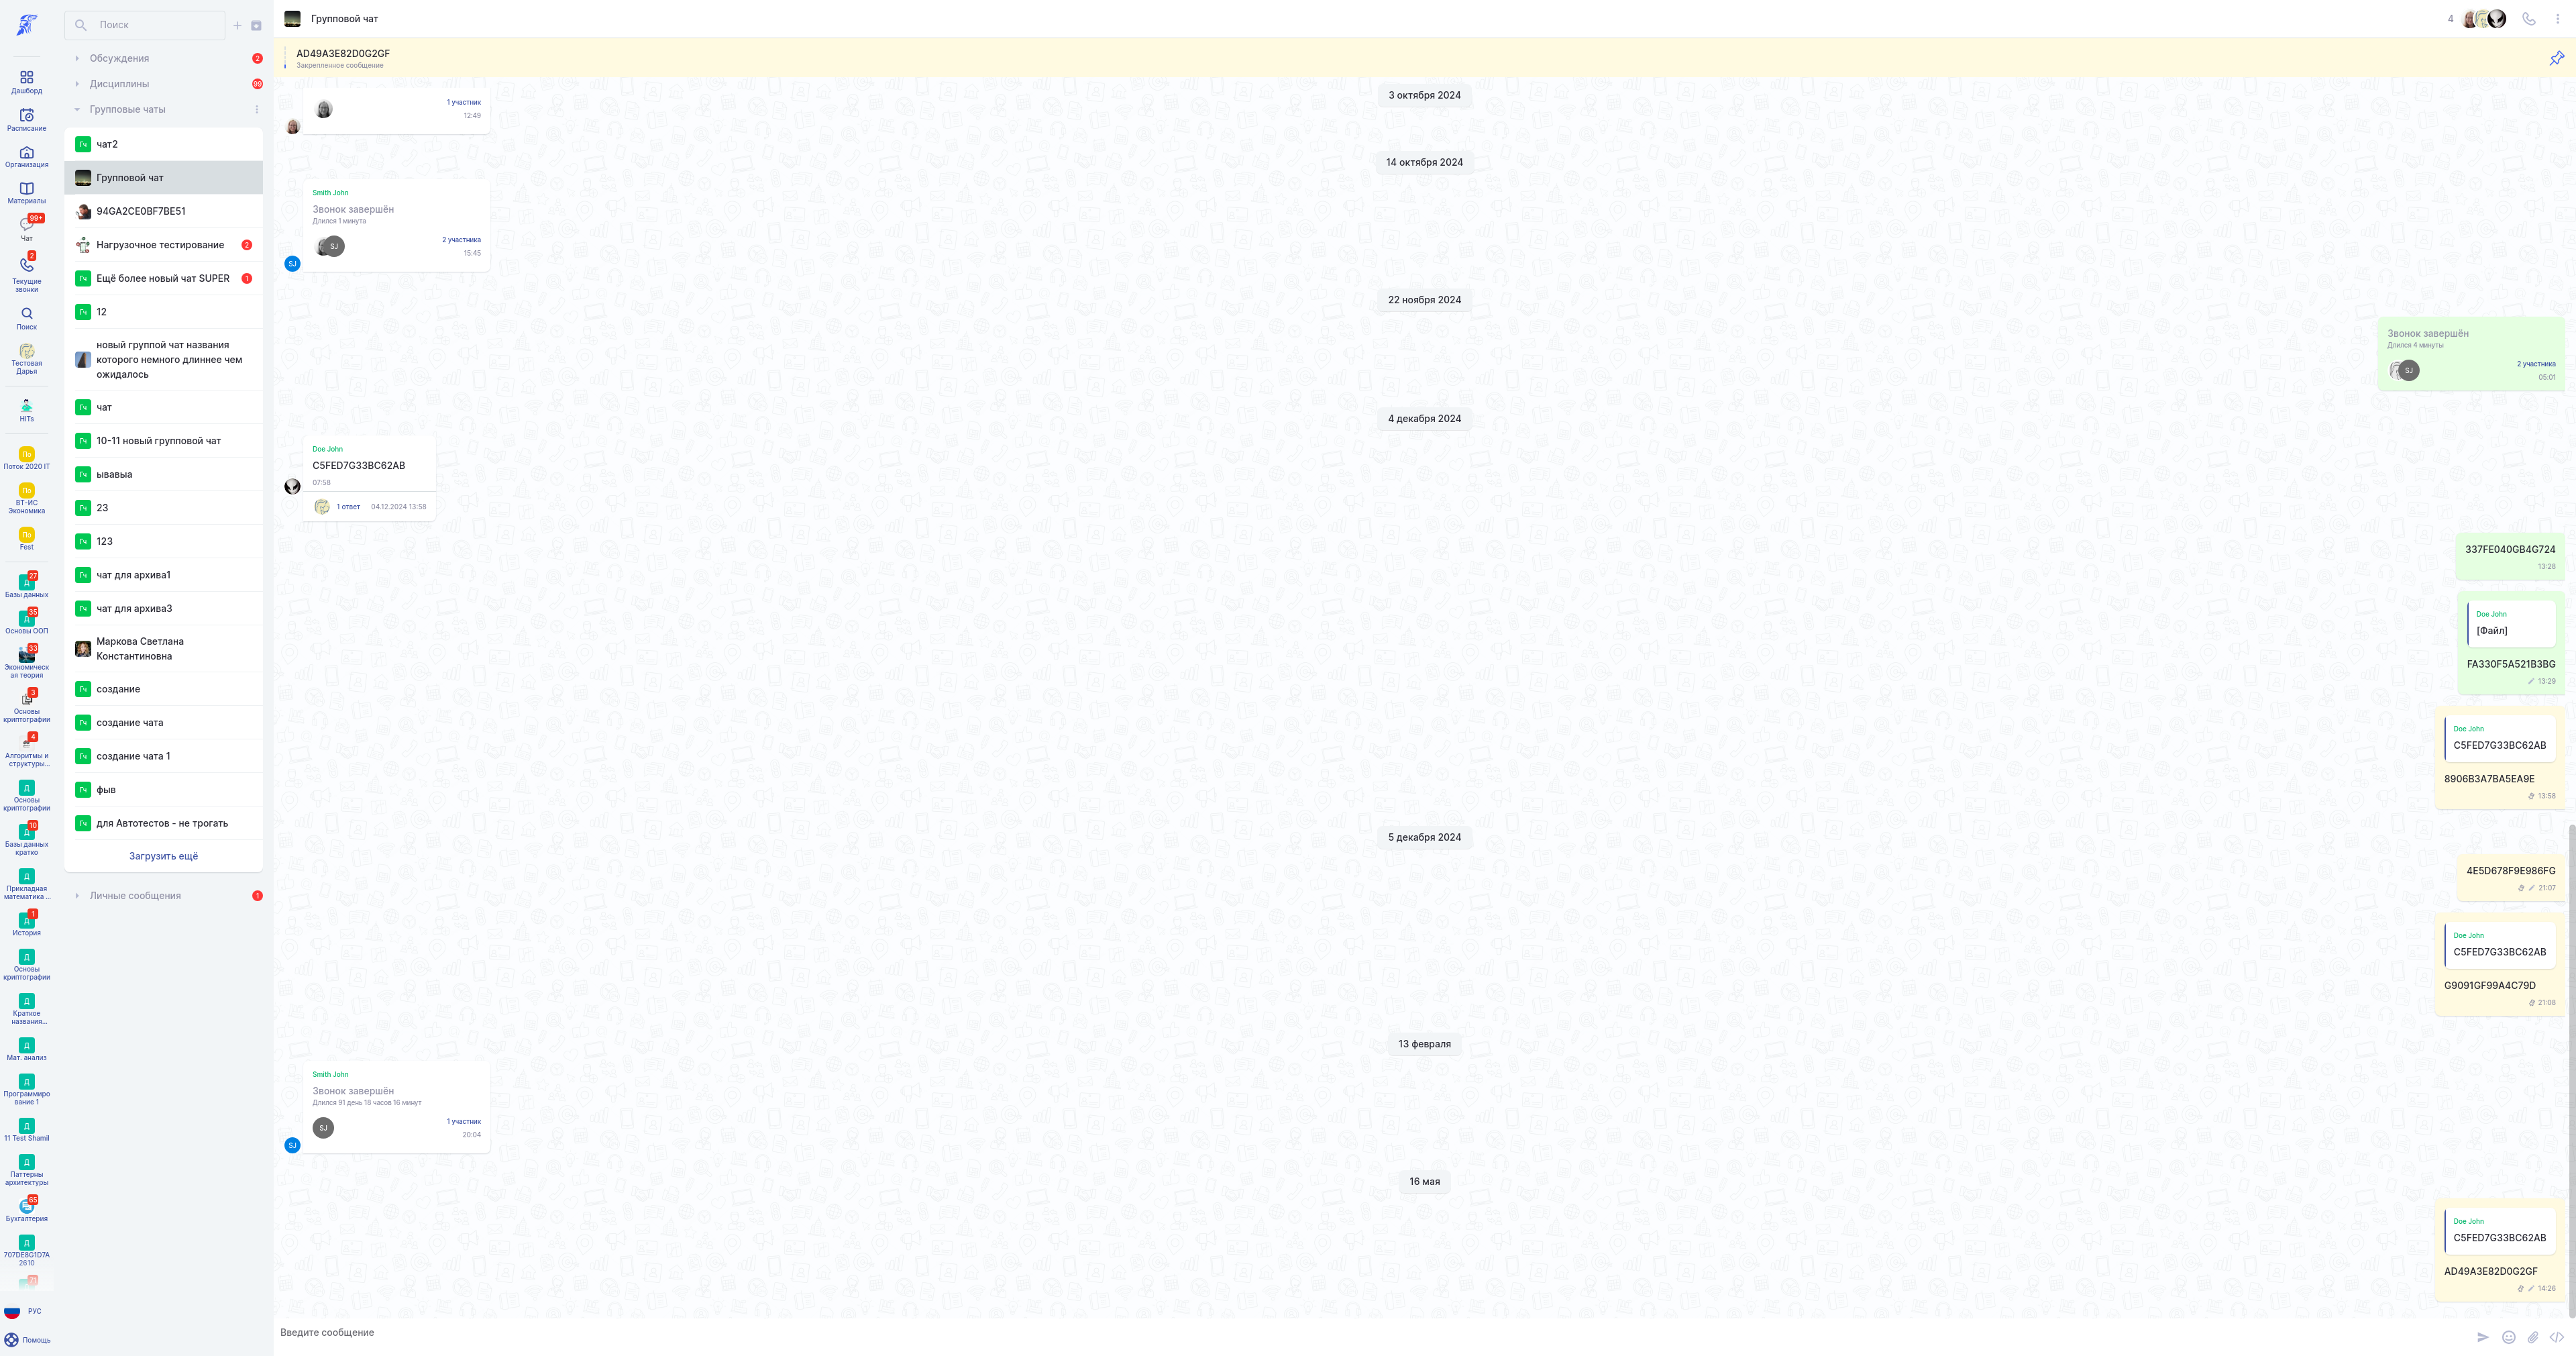 Дашборд
Расписание
Организация
Материалы
99+
Чат
2
Текущие
звонки
Поиск
Тестовая
Дарья
HITs
По
Поток 2020 IT
По
ВТ-ИС
Экономика
По
Fest
27
Д
Базы данных
35
Д
Основы ООП
33
Экономическ
ая теория
3
Основы
криптографии
4
Алгоритмы и
структуры...
Д
Основы
криптографии
10
Д
Базы данных
кратко
Д
Прикладная
математика ...
1
Д
История
Д
Основы
криптографии
Д
Краткое
названия...
Д
Мат. анализ
Д
Программиро
вание 1
Д
11 Test Shamil
Д
Паттерны
архитектуры
65
Бухгалтерия
Д
707DE8G1D7A
2610
РУС
Помощь
Поиск
Обсуждения
2
Дисциплины
99
Групповые чаты
Гч
чат2
Групповой чат
94GA2CE0BF7BE51
Нагрузочное тестирование
2
Гч
Ещё более новый чат SUPER
1
Гч
12
новый группой чат названия
которого немного длиннее чем
ожидалось
Гч
чат
Гч
10-11 новый групповой чат
Гч
ывавыа
Гч
23
Гч
123
Гч
чат для архива1
Гч
чат для архива3
Маркова Светлана
Константиновна
Гч
создание
Гч
создание чата
Гч
создание чата 1
Гч
фыв
Гч
для Автотестов - не трогать
Загрузить ещё
Личные сообщения
1
Групповой чат
4
AD49A3E82D0G2GF
Закрепленное сообщение
3 октября 2024
1 участник
12:49
14 октября 2024
Smith John
Звонок завершён
Длился 1 минута
SJ
2 участника
15:45
SJ
22 ноября 2024
Звонок завершён
Длился 4 минуты
SJ
2 участника
05:01
4 декабря 2024
Doe John
C5FED7G33BC62AB
07:58
1 ответ 04.12.2024 13:58
337FE040GB4G724
13:28
Doe John
[Файл]
FA330F5A521B3BG
13:29
Doe John
C5FED7G33BC62AB
8906B3A7BA5EA9E
13:58
5 декабря 2024
4E5D678F9E986FG
21:07
Doe John
C5FED7G33BC62AB
G9091GF99A4C79D
21:08
13 февраля
Smith John
Звонок завершён
Длился 91 день 18 часов 16 минут
SJ
1 участник
20:04
SJ
16 мая
Doe John
C5FED7G33BC62AB
AD49A3E82D0G2GF
14:26
Введите сообщение